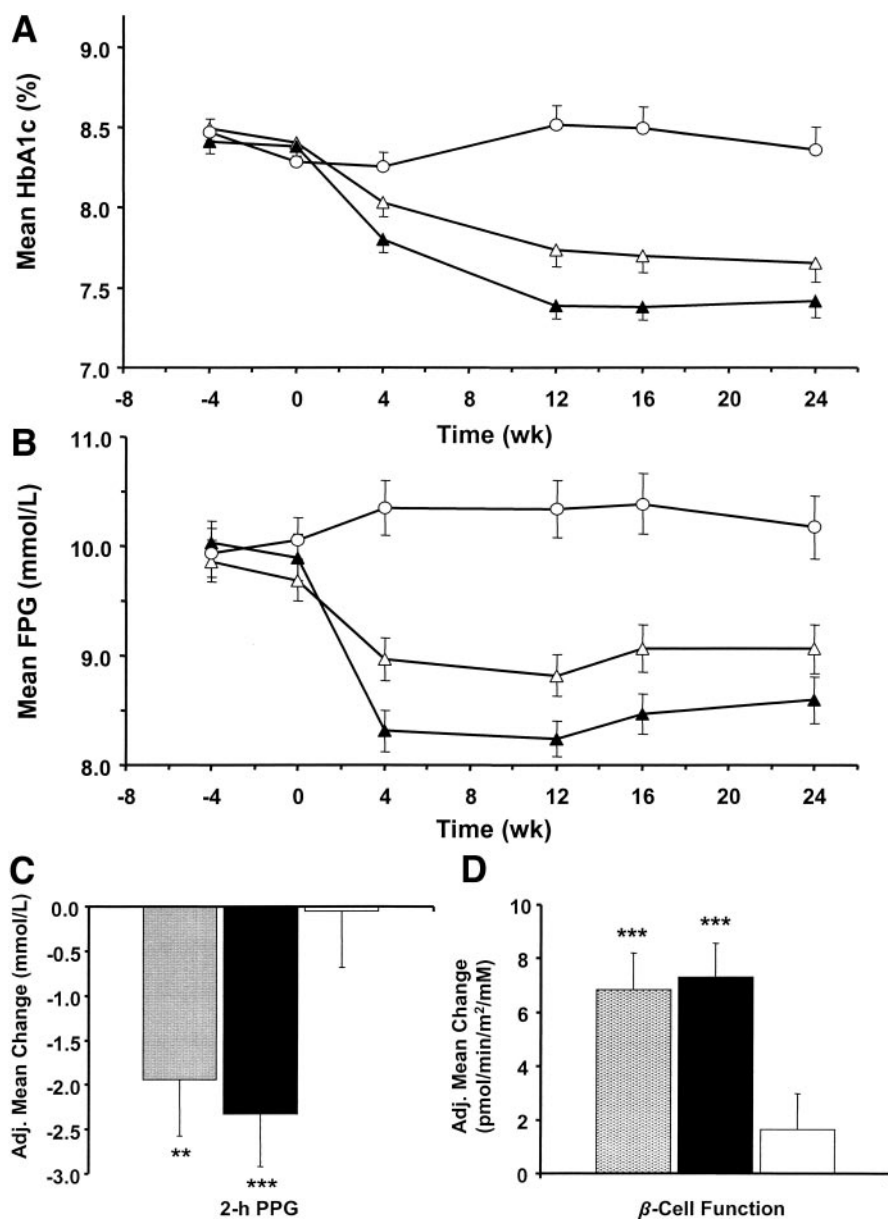 A
Mean HbA1c (%)
9.0
8.5
8.0
7.5
7.0
-8 -4 0 4 8 12 16 20 24
Time (wk)
B
Mean FPG (mmol/L)
11.0
10.0
9.0
8.0
-8 -4 0 4 8 12 16 20 24
Time (wk)
C
Adj. Mean Change (mmol/L)
0.0
-0.5
-1.0
-1.5
-2.0
-2.5
-3.0
**
***
2-h PPG
D
Adj. Mean Change
(pmol/min/m²/mM)
10
8
6
4
2
0
***
***
β-Cell Function